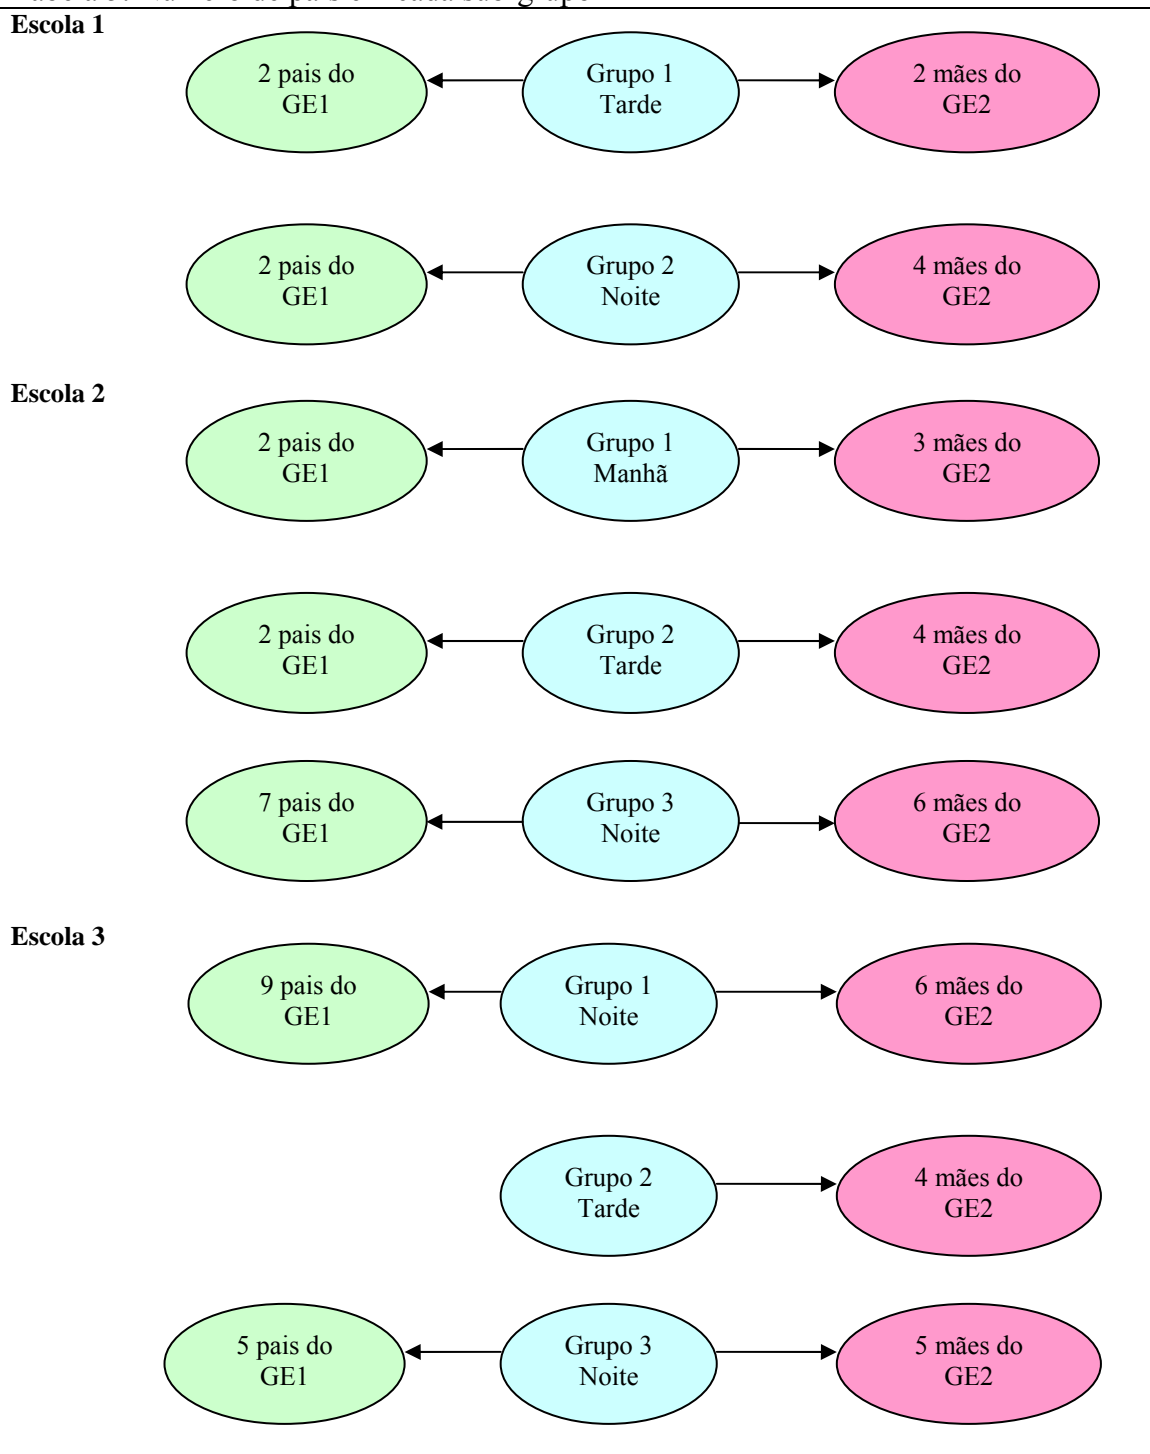 Escola 1
2 pais do
GE1
Grupo 1
Tarde
2 mães do
GE2
2 pais do
GE1
Grupo 2
Noite
4 mães do
GE2
Escola 2
2 pais do
GE1
Grupo 1
Manhã
3 mães do
GE2
2 pais do
GE1
Grupo 2
Tarde
4 mães do
GE2
7 pais do
GE1
Grupo 3
Noite
6 mães do
GE2
Escola 3
9 pais do
GE1
Grupo 1
Noite
6 mães do
GE2
Grupo 2
Tarde
4 mães do
GE2
5 pais do
GE1
Grupo 3
Noite
5 mães do
GE2